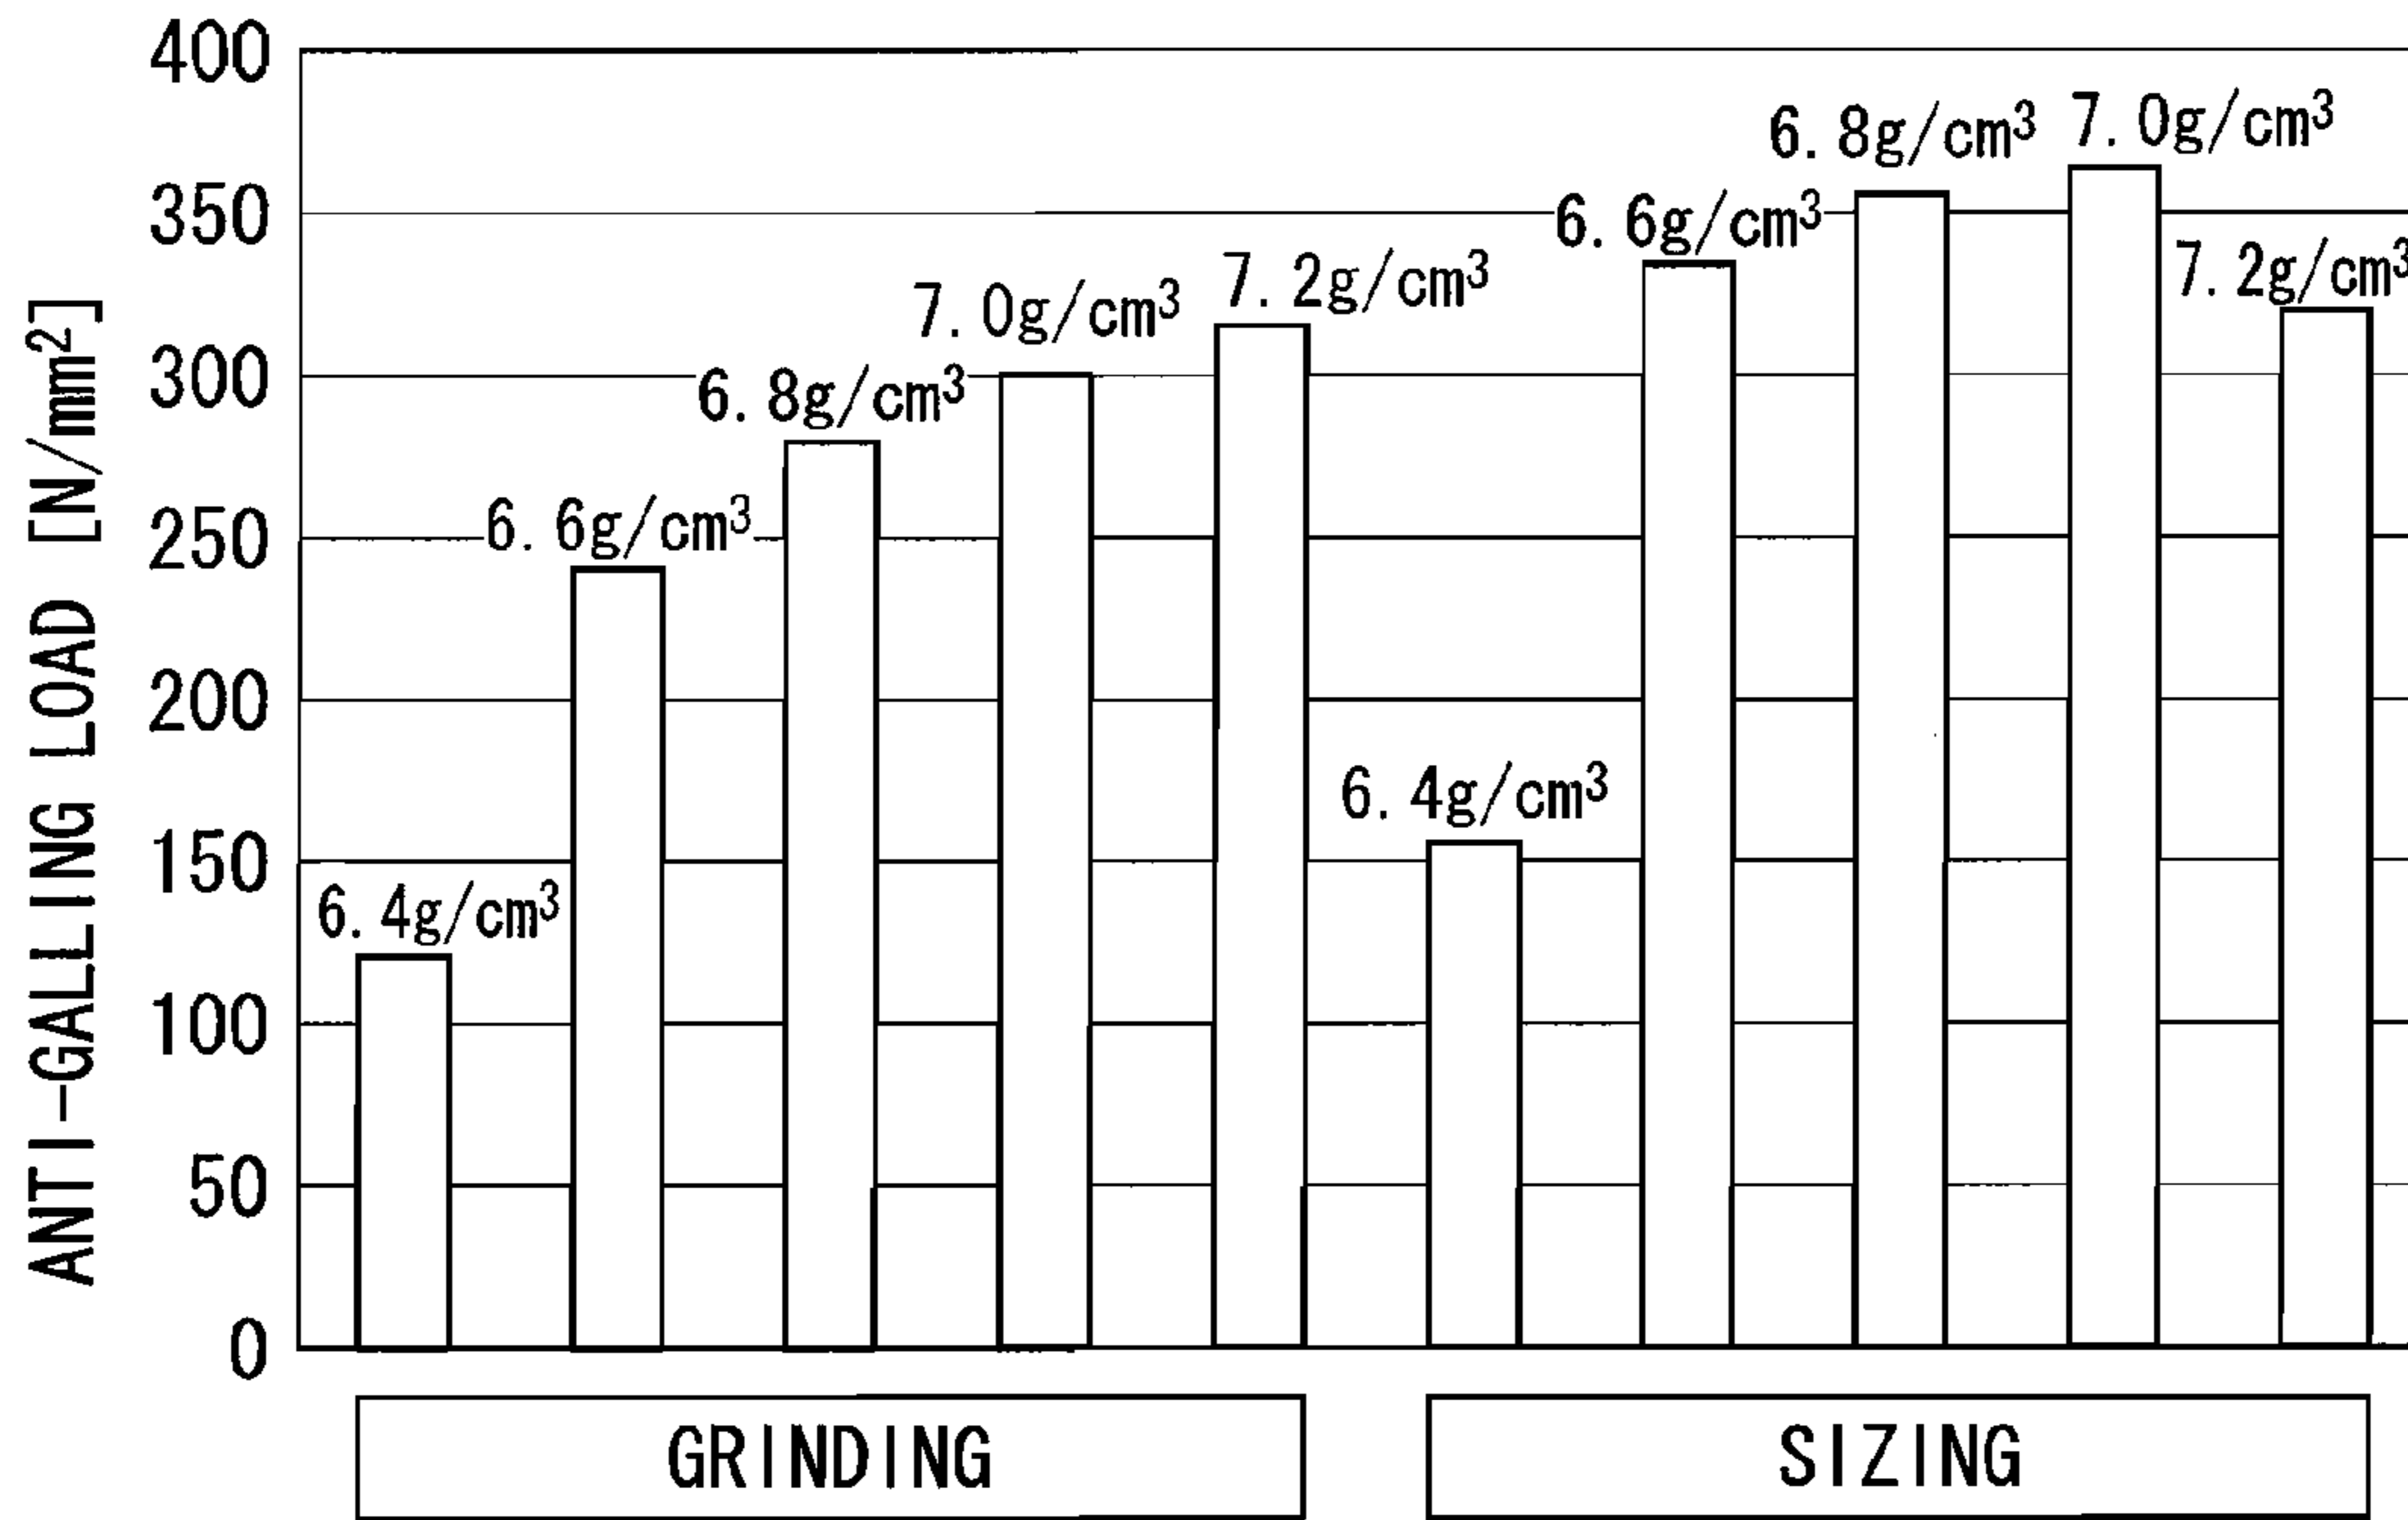 ANTI-GALLING LOAD [N/mm²]
400
350
300
250
200
150
100
50
0
6.4g/cm³
6.6g/cm³
6.8g/cm³
7.0g/cm³
7.2g/cm³
6.4g/cm³
6.6g/cm³
6.8g/cm³
7.0g/cm³
7.2g/cm³
GRINDING
SIZING